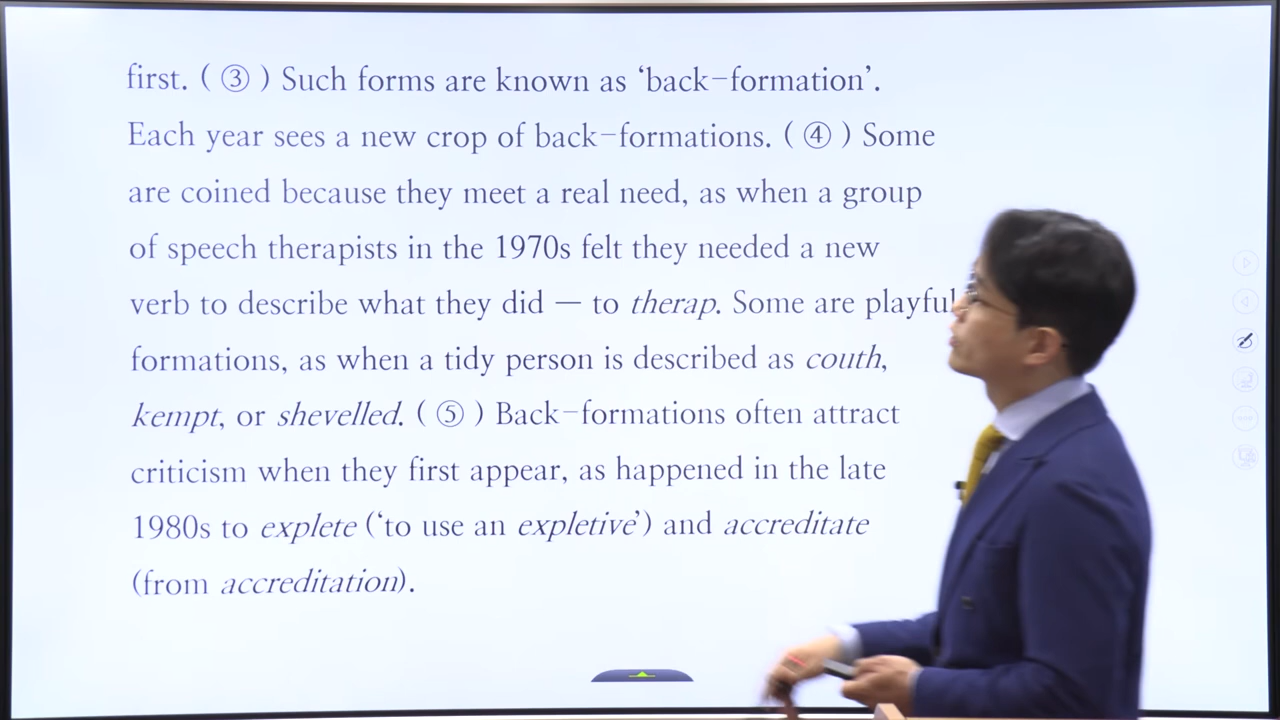 first. ( ③ ) Such forms are known as ‘back-formation’.
Each year sees a new crop of back-formations. ( ④ ) Some
are coined because they meet a real need, as when a group
of speech therapists in the 1970s felt they needed a new
verb to describe what they did — to therap. Some are playful
formations, as when a tidy person is described as couth,
kempt, or shevelled. ( ⑤ ) Back-formations often attract
criticism when they first appear, as happened in the late
1980s to explete (‘to use an expletive’) and accreditate
(from accreditation).